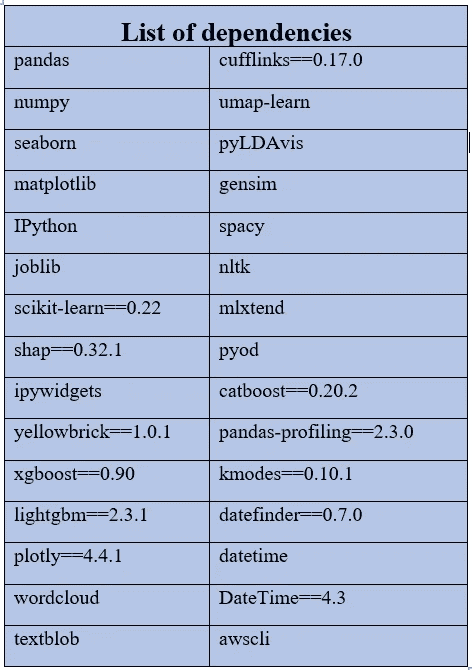 List of dependencies
pandas cufflinks==0.17.0
numpy umap-learn
seaborn pyLDAvis
matplotlib gensim
IPython spacy
joblib nltk
scikit-learn==0.22 mlxtend
shap==0.32.1 pyod
ipywidgets catboost==0.20.2
yellowbrick==1.0.1 pandas-profiling==2.3.0
xgboost==0.90 kmodes==0.10.1
lightgbm==2.3.1 datefinder==0.7.0
plotly==4.4.1 datetime
wordcloud DateTime==4.3
textblob awscli